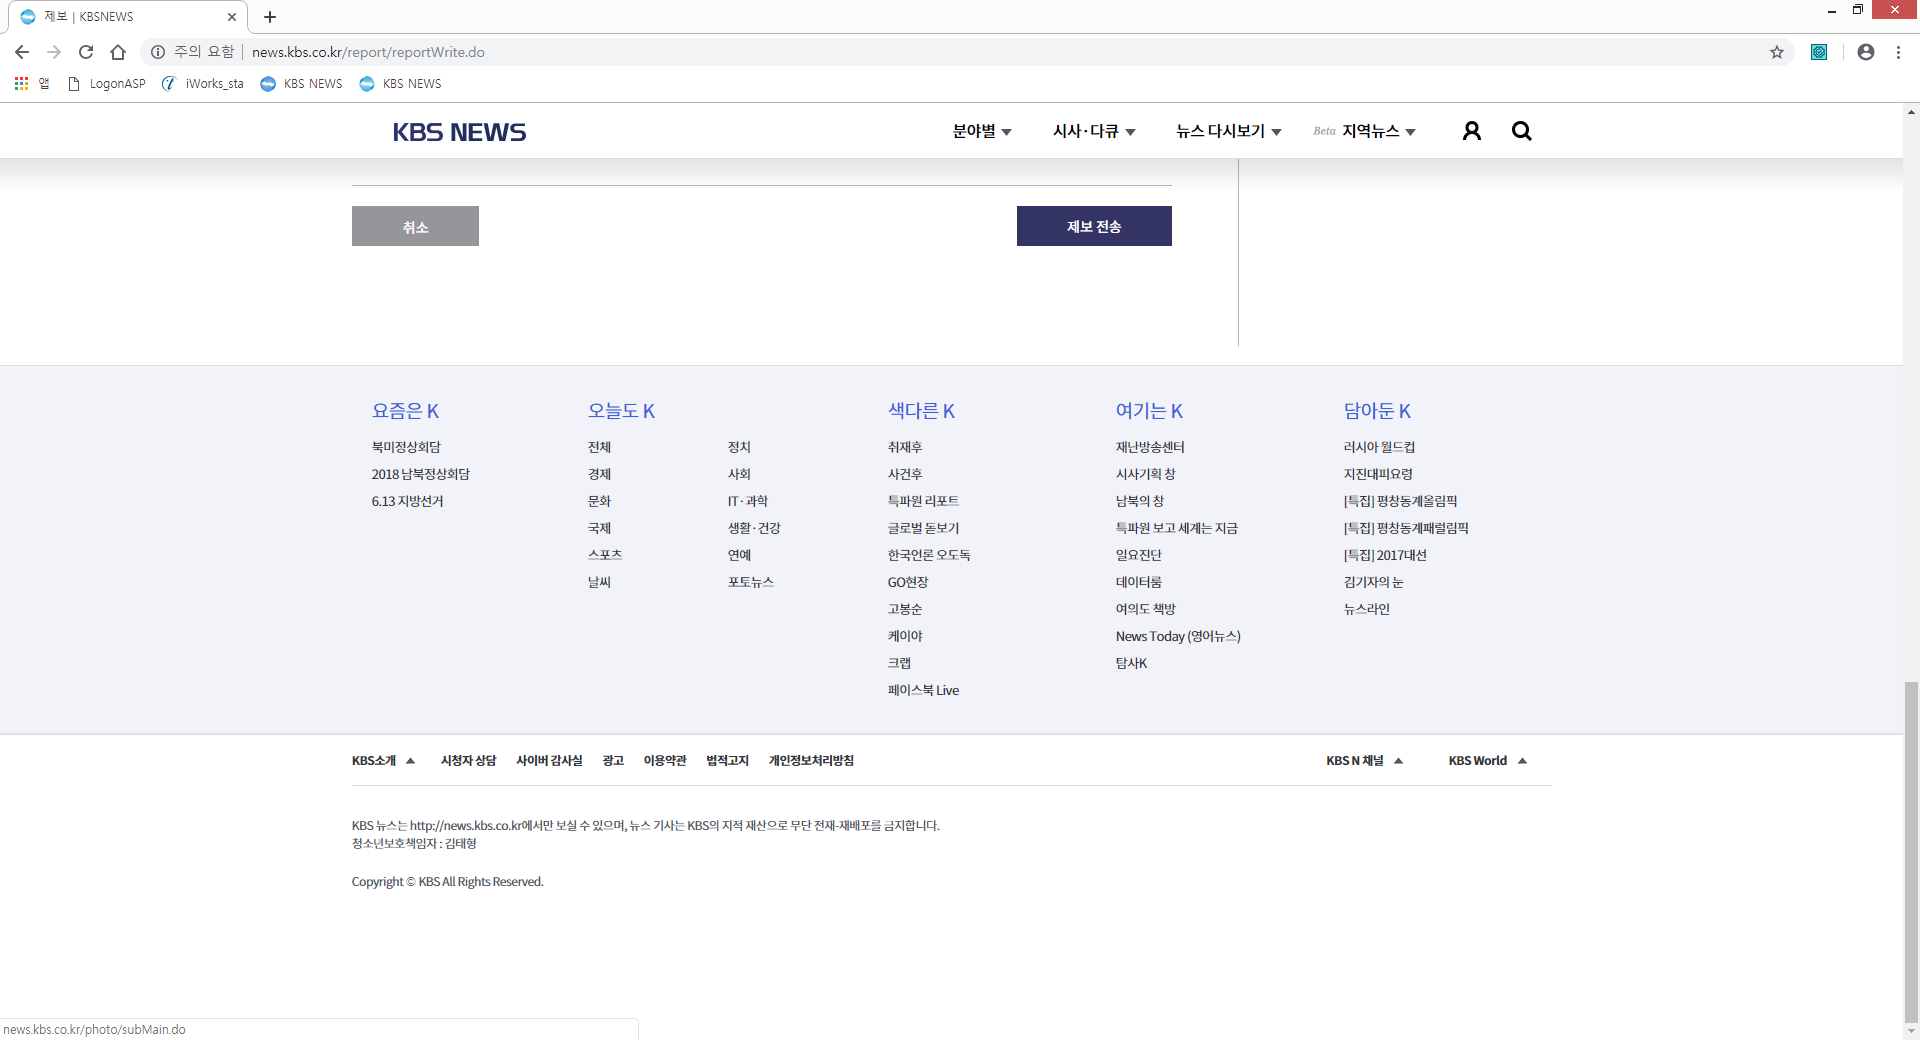 제보 | KBSNEWS
주의 요함 | news.kbs.co.kr/report/reportWrite.do
앱 LogonASP iWorks_sta KBS NEWS KBS NEWS
KBS NEWS 분야별 시사·다큐 뉴스 다시보기 Beta 지역뉴스
취소 제보 전송
요즘은 K
북미정상회담
2018 남북정상회담
6.13 지방선거
오늘도 K
전체 정치
경제 사회
문화 IT·과학
국제 생활·건강
스포츠 연예
날씨 포토뉴스
색다른 K
취재후
사건후
특파원 리포트
글로벌 돋보기
한국언론 오도독
GO현장
고봉순
케이야
크랩
페이스북 Live
여기는 K
재난방송센터
시사기획 창
남북의 창
특파원 보고 세계는 지금
일요진단
데이터룸
여의도 책방
News Today (영어뉴스)
탐사K
담아둔 K
러시아 월드컵
지진대피요령
[특집] 평창동계올림픽
[특집] 평창동계패럴림픽
[특집] 2017대선
김기자의 눈
뉴스라인
KBS소개 시청자 상담 사이버 감사실 광고 이용약관 법적고지 개인정보처리방침 KBS N 채널 KBS World
KBS 뉴스는 http://news.kbs.co.kr에서만 보실 수 있으며, 뉴스 기사는 KBS의 지적 재산으로 무단 전재-재배포를 금지합니다.
청소년보호책임자 : 김태형
Copyright © KBS All Rights Reserved.
news.kbs.co.kr/photo/subMain.do